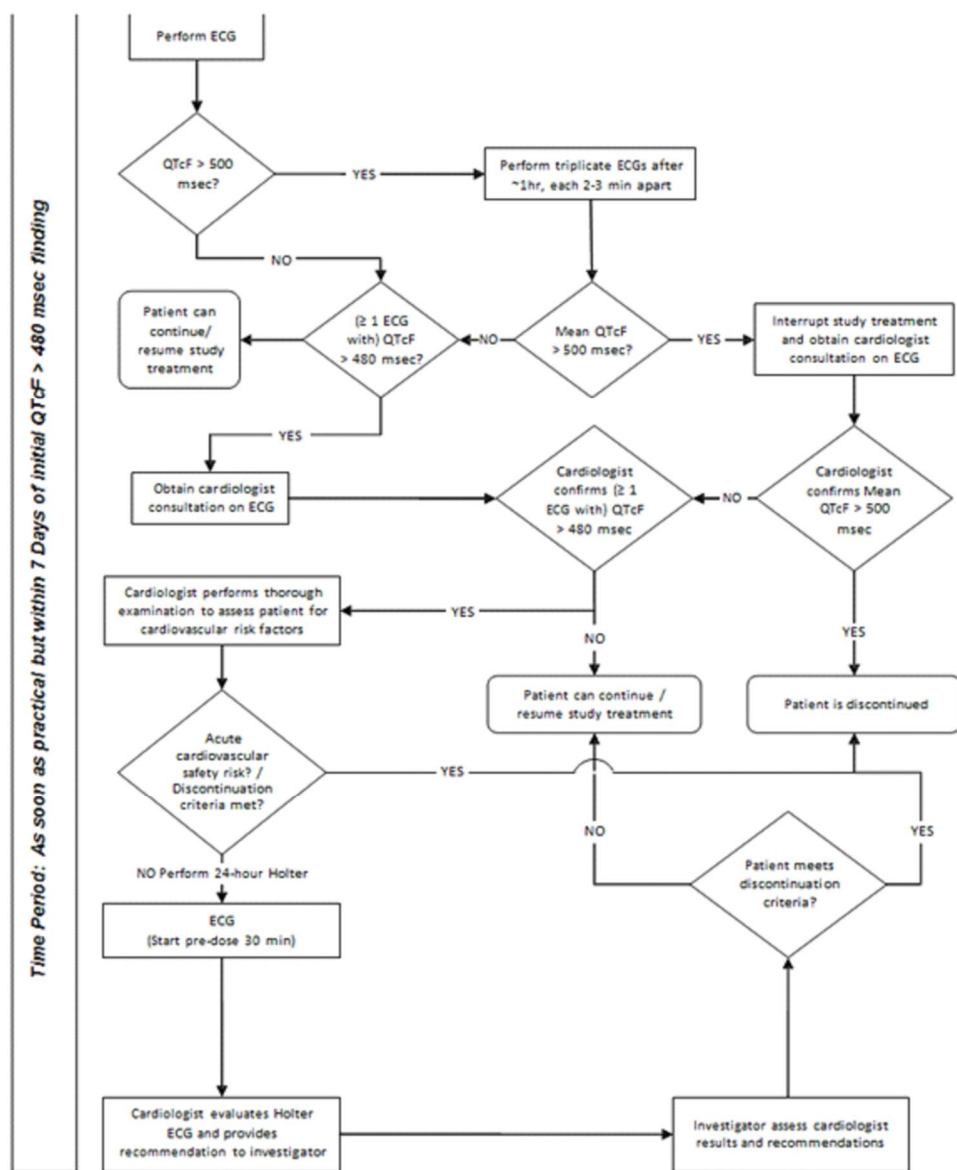 Time Period: As soon as practical but within 7 Days of initial QTcF > 480 msec finding
Perform ECG
QTcF > 500
msec?
YES
Perform triplicate ECGs after
~1hr, each 2-3 min apart
NO
Patient can
continue/
resume study
treatment
(≥ 1 ECG
with) QTcF
> 480 msec?
NO
Mean QTcF
> 500 msec?
YES
Interrupt study treatment
and obtain cardiologist
consultation on ECG
YES
Obtain cardiologist
consultation on ECG
Cardiologist
confirms (≥ 1
ECG with) QTcF
> 480 msec
NO
Cardiologist
confirms Mean
QTcF > 500
msec
Cardiologist performs thorough
examination to assess patient for
cardiovascular risk factors
YES
NO
YES
Patient can continue /
resume study treatment
Patient is discontinued
Acute
cardiovascular
safety risk? /
Discontinuation
criteria met?
YES
NO
YES
NO Perform 24-hour Holter
Patient meets
discontinuation
criteria?
ECG
(Start pre-dose 30 min)
Cardiologist evaluates Holter
ECG and provides
recommendation to investigator
Investigator assess cardiologist
results and recommendations